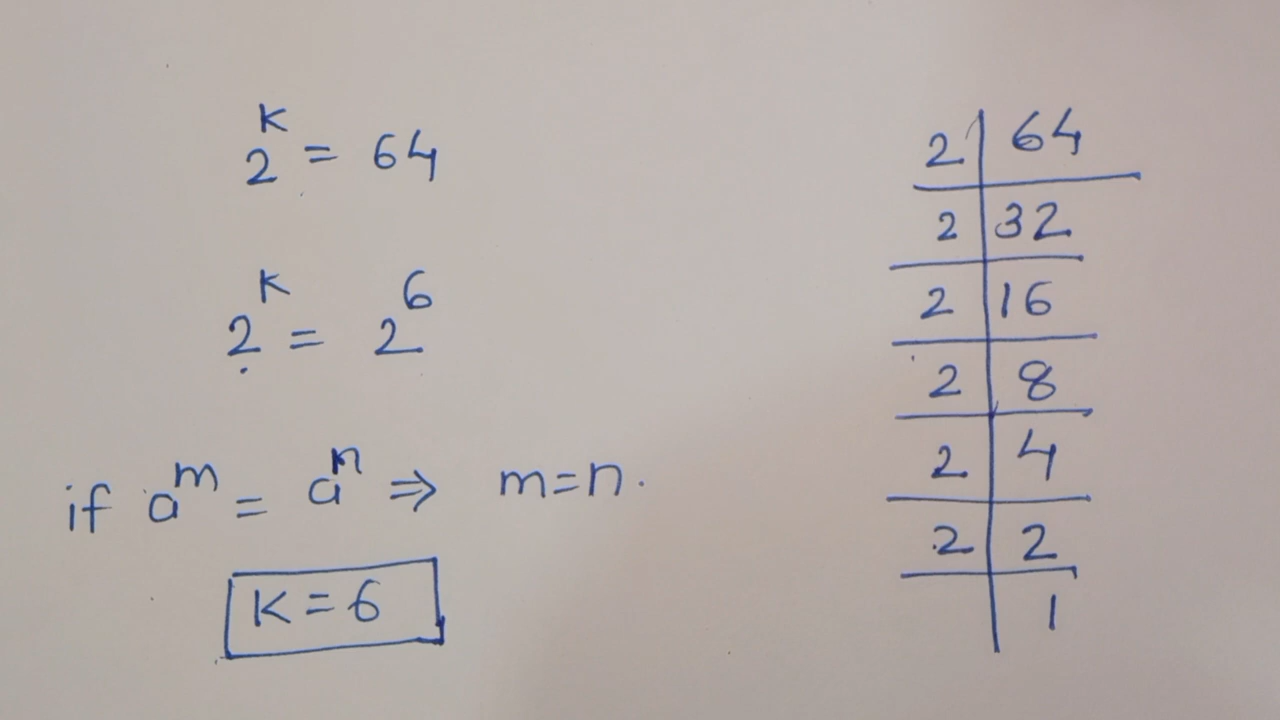 2^K = 64
2^K = 2^6
if a^m = a^n ⇒ m=n.
K=6
2 | 64
2 | 32
2 | 16
2 | 8
2 | 4
2 | 2
| 1